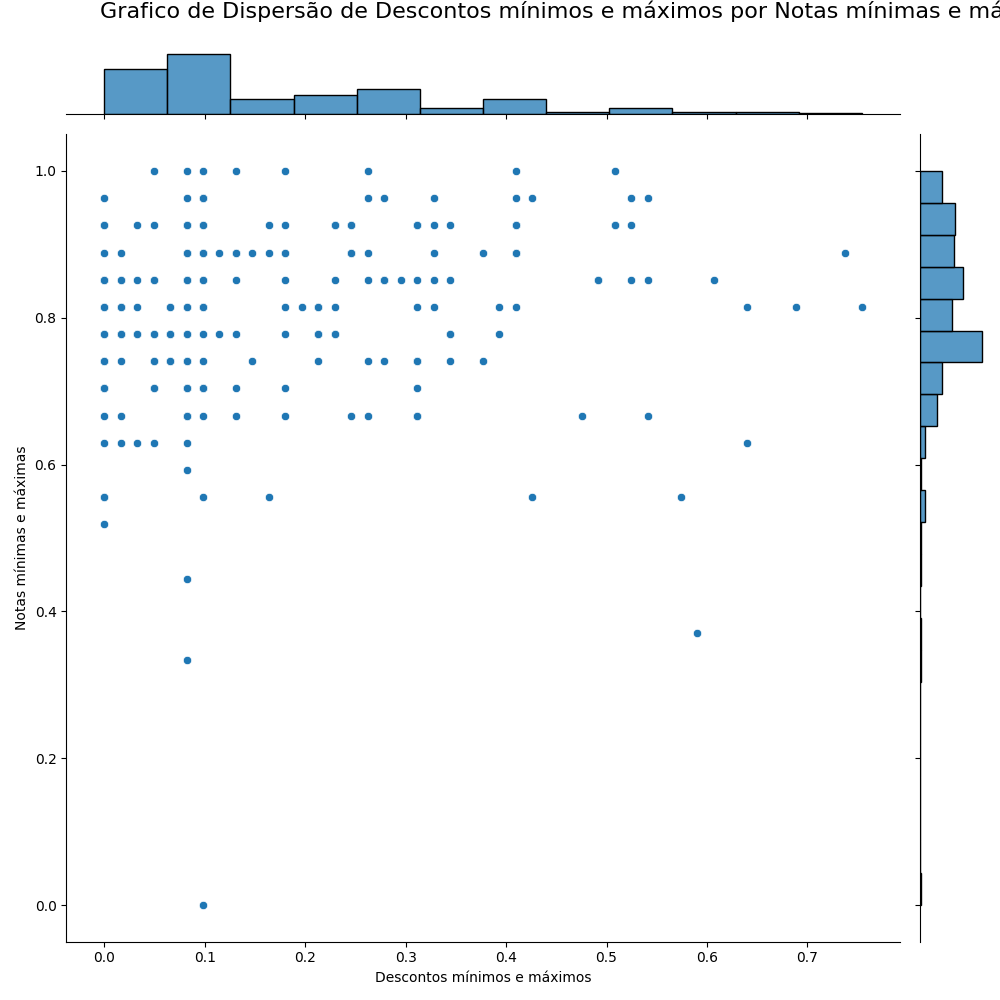 Grafico de Dispersão de Descontos mínimos e máximos por Notas mínimas e má
1.0
0.8
0.6
0.4
0.2
0.0
Notas mínimas e máximas
0.0 0.1 0.2 0.3 0.4 0.5 0.6 0.7
Descontos mínimos e máximos